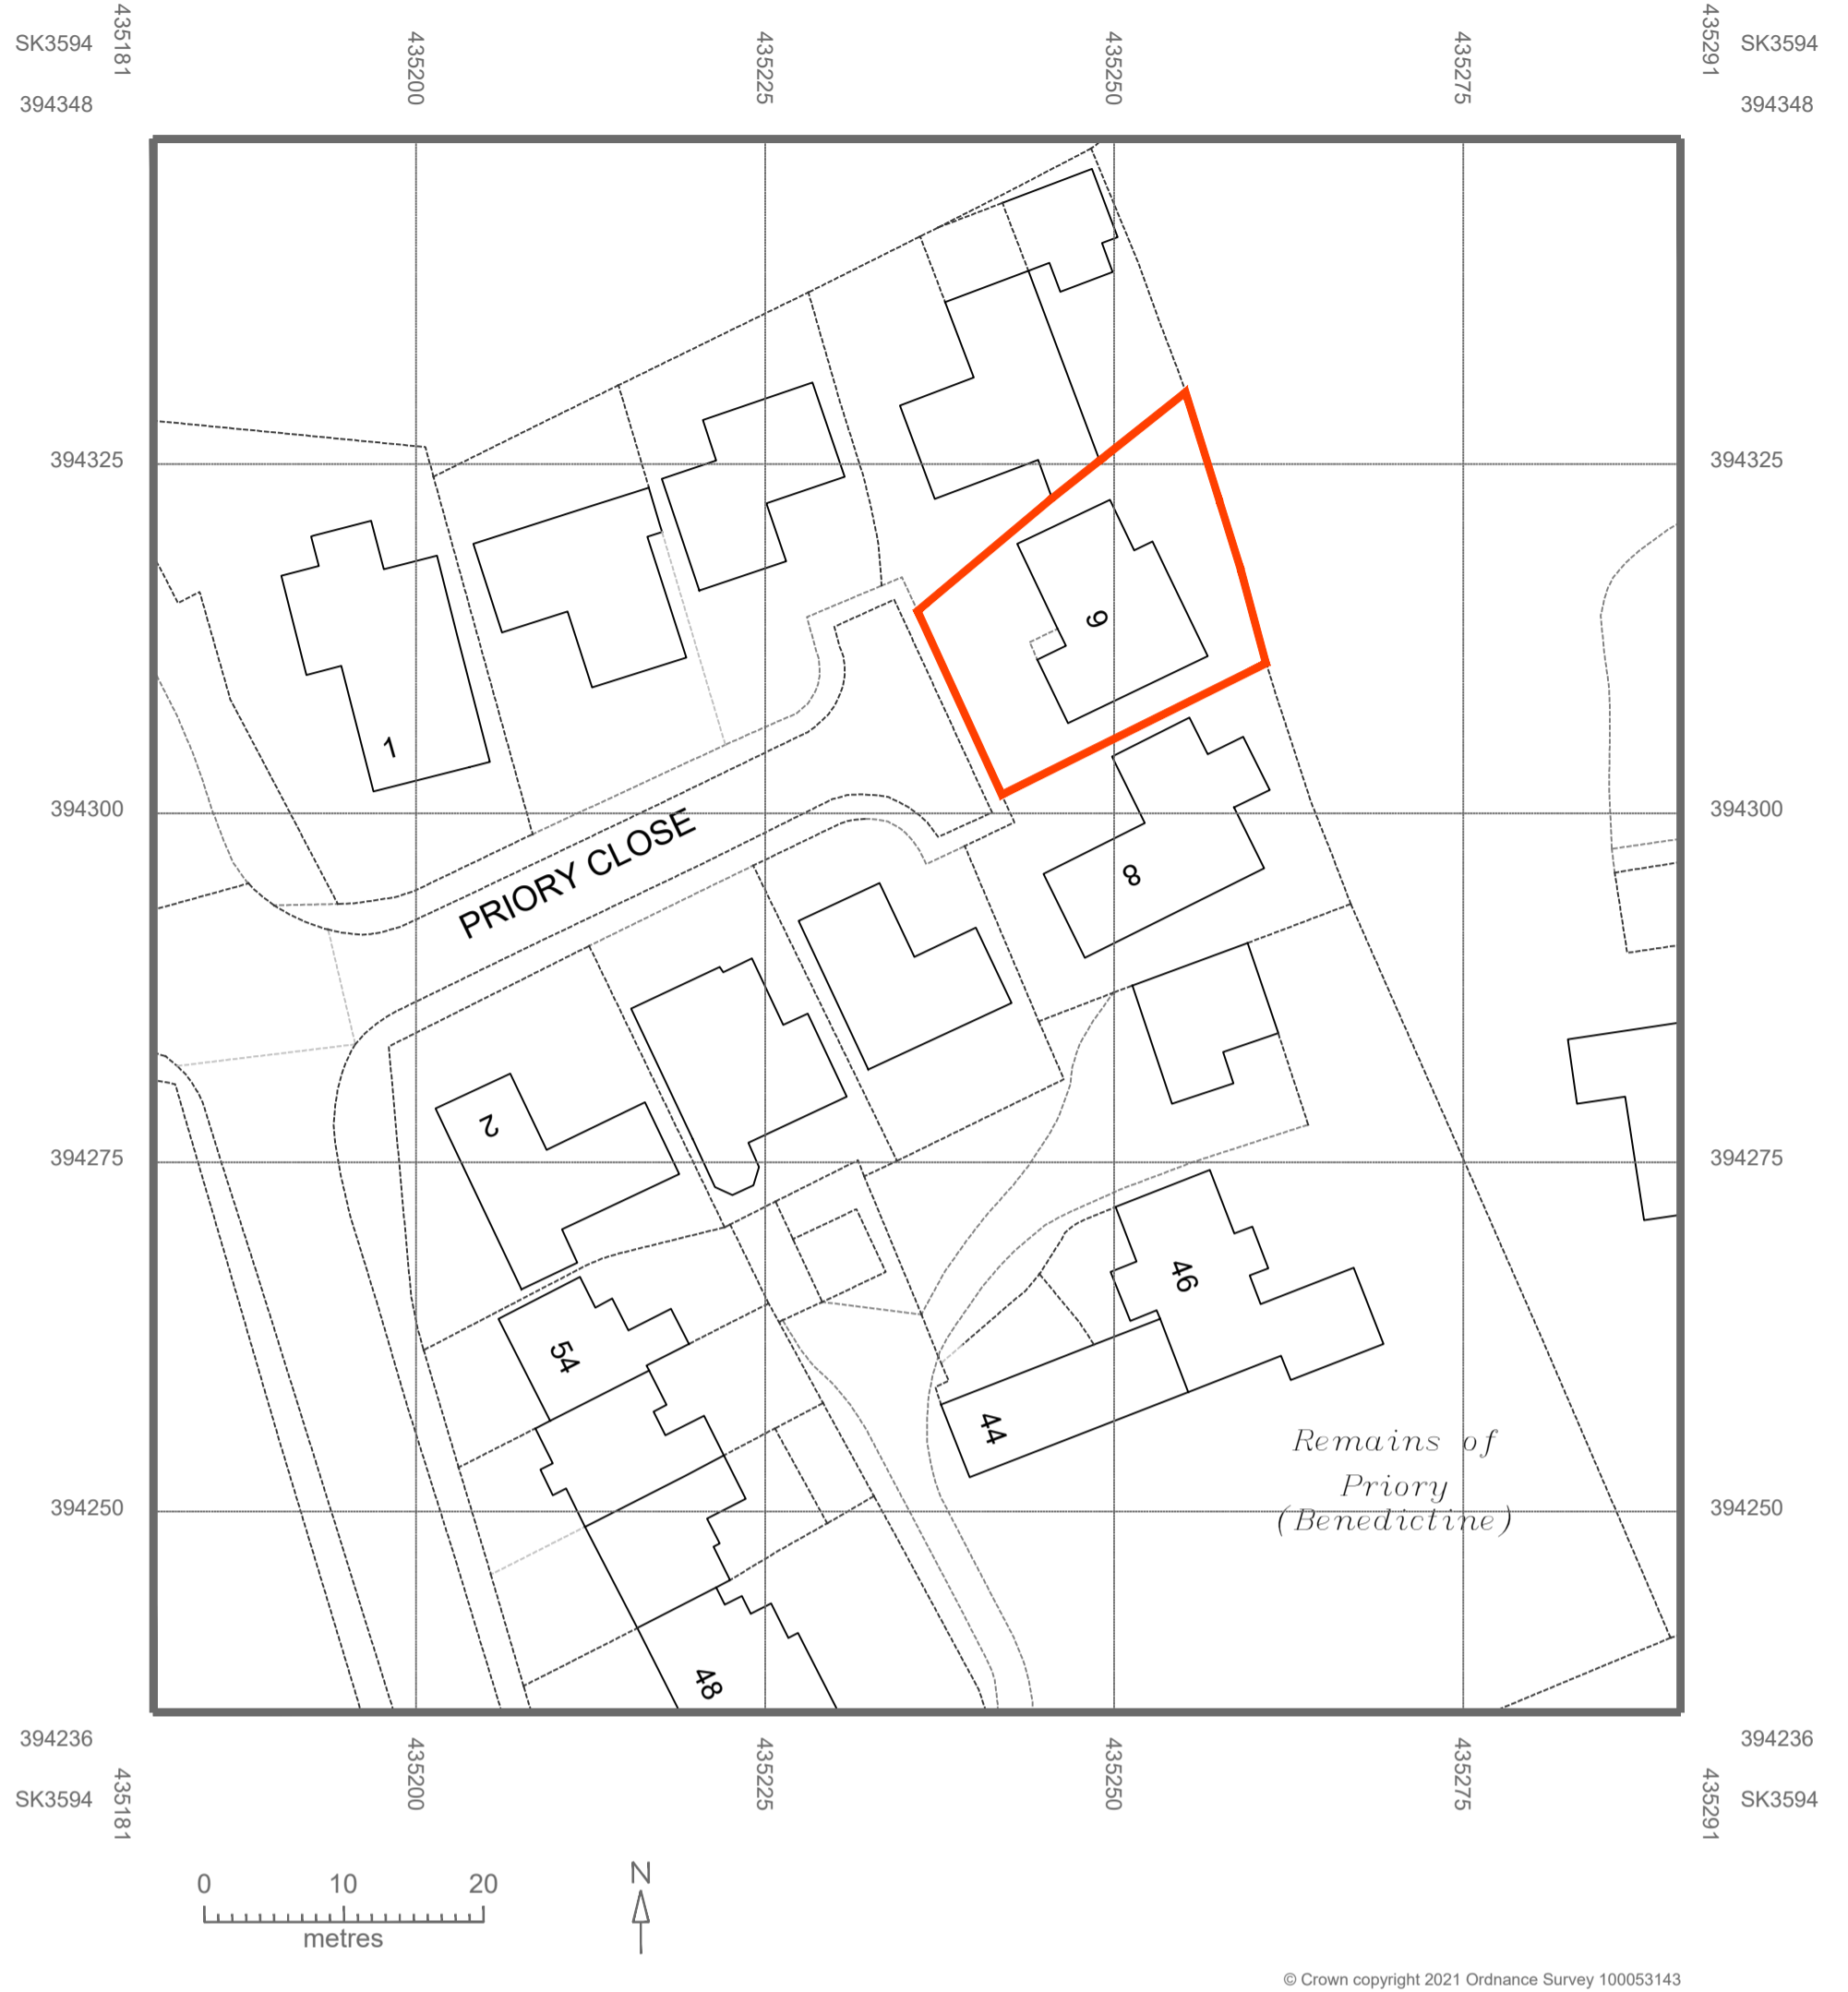 SK3594
435181
435200
435225
435250
435275
435291
SK3594
394348
394348
394325
394325
9
1
394300
394300
PRIORY CLOSE
8
2
394275
394275
46
54
44
Remains of
Priory
(Benedictine)
394250
394250
48
394236
394236
SK3594
435181
435200
435225
435250
435275
435291
SK3594
0 10 20
metres
N
© Crown copyright 2021 Ordnance Survey 100053143